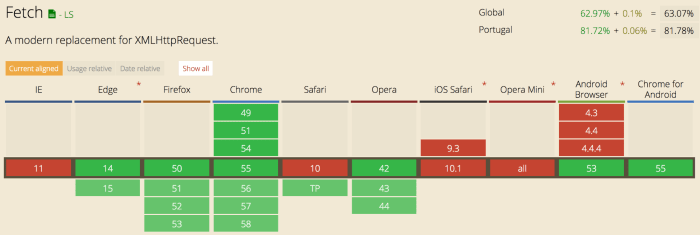 Fetch - LS
Global 62.97% + 0.1% = 63.07%
Portugal 81.72% + 0.06% = 81.78%
A modern replacement for XMLHttpRequest.
Current aligned Usage relative Date relative Show all
IE Edge * Firefox Chrome Safari Opera iOS Safari * Opera Mini * Android Browser * Chrome for Android
49 4.3
51 4.4
54 9.3 4.4.4
11 14 50 55 10 42 10.1 all 53 55
15 51 56 TP 43
52 57 44
53 58